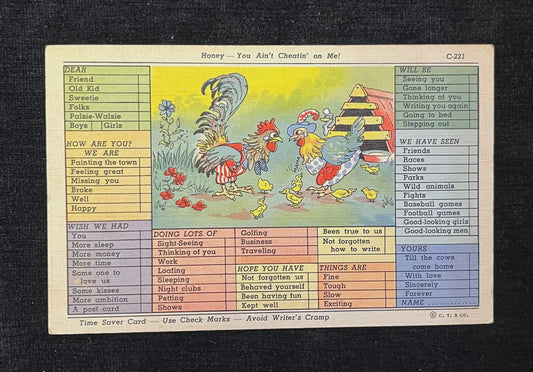 Honey — You Ain't Cheatin' on Me!
C-221
DEAR
Friend
Old Kid
Sweetie
Folks
Palsie-Walsie
Boys Girls
HOW ARE YOU?
WE ARE
Painting the town
Feeling great
Missing you
Broke
Well
Happy
WISH WE HAD
You
More sleep
More money
More time
Some one to
love us
Some kisses
More ambition
A post card
DOING LOTS OF
Sight-Seeing
Thinking of you
Work
Loafing
Sleeping
Night clubs
Petting
Shows
Golfing
Business
Traveling
HOPE YOU HAVE
Not forgotten us
Behaved yourself
Been having fun
Kept well
Been true to us
Not forgotten
how to write
THINGS ARE
Fine
Tough
Slow
Exciting
WILL BE
Seeing you
Gone longer
Thinking of you
Writing you again
Going to bed
Stepping out
WE HAVE SEEN
Friends
Races
Shows
Parks
Wild animals
Fights
Baseball games
Football games
Good-looking girls
Good-looking men
YOURS
Till the cows
come home
With love
Sincerely
Forever
NAME
Time Saver Card — Use Check Marks — Avoid Writer's Cramp
© C. T. & CO.